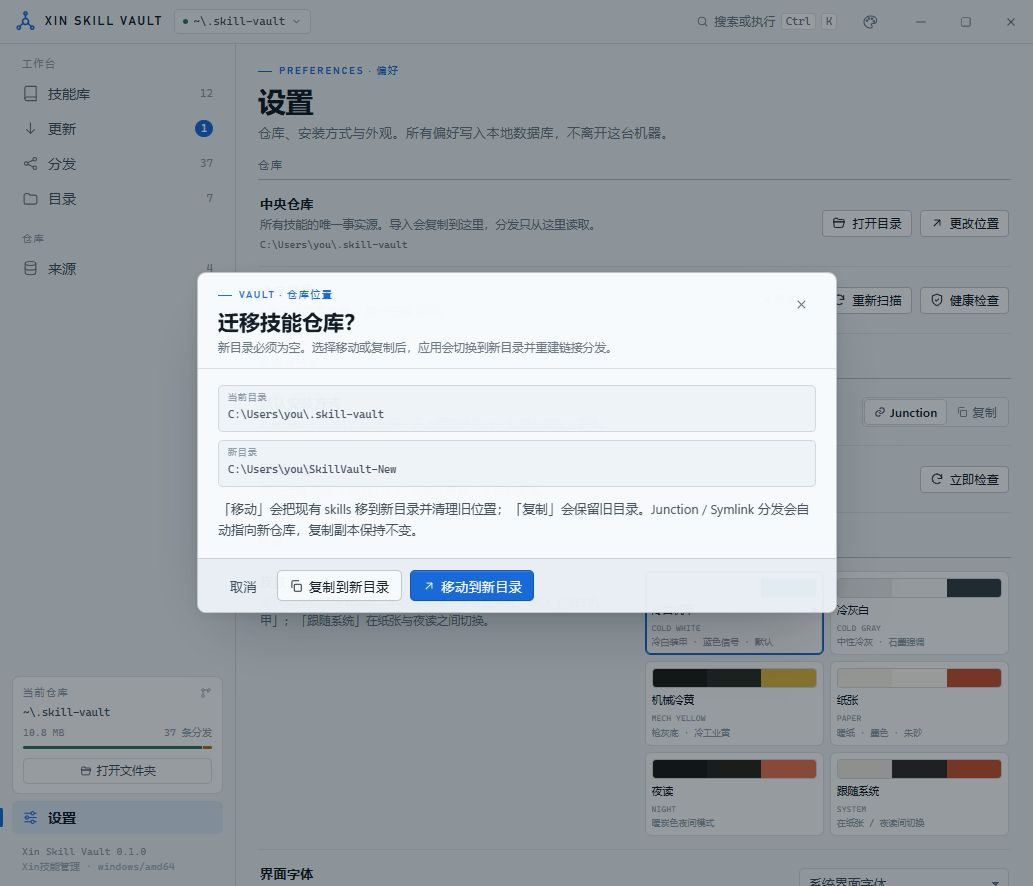 XIN SKILL VAULT
~\.skill-vault
搜索或执行 Ctrl K
工作台
技能库 12
更新 1
分发 37
目录 7
仓库
来源 4
当前仓库
~\.skill-vault
10.8 MB 37 条分发
打开文件夹
设置
Xin Skill Vault 0.1.0
Xin技能管理 · windows/amd64
PREFERENCES · 偏好
设置
仓库、安装方式与外观。所有偏好写入本地数据库，不离开这台机器。
仓库
中央仓库
所有技能的唯一事实源。导入会复制到这里，分发只从这里读取。
C:\Users\you\.skill-vault
打开目录
更改位置
重新扫描
健康检查
Junction
复制
立即检查
VAULT · 仓库位置
迁移技能仓库?
新目录必须为空。选择移动或复制后，应用会切换到新目录并重建链接分发。
当前目录
C:\Users\you\.skill-vault
新目录
C:\Users\you\SkillVault-New
「移动」会把现有 skills 移到新目录并清理旧位置；「复制」会保留旧目录。Junction / Symlink 分发会自
动指向新仓库，复制副本保持不变。
取消
复制到新目录
移动到新目录
甲」；「跟随系统」在纸张与夜读之间切换。
COLD WHITE
冷白装甲 · 蓝色信号 · 默认
冷灰白
COLD GRAY
中性冷灰 · 石墨强调
机械冷黄
MECH YELLOW
枪灰底 · 冷工业黄
纸张
PAPER
暖纸 · 墨色 · 朱砂
夜读
NIGHT
暖炭色夜间模式
跟随系统
SYSTEM
在纸张 / 夜读间切换
界面字体
系统界面字体